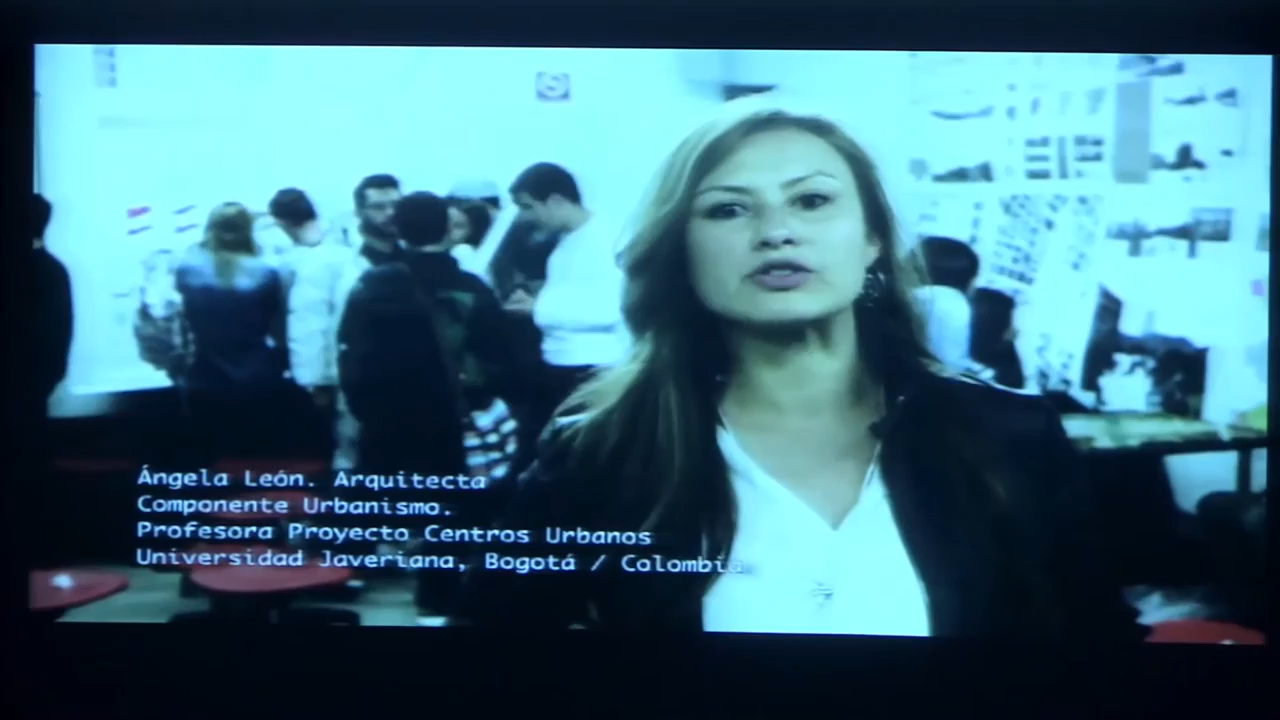 Ángela León. Arquitecta
Componente Urbanismo.
Profesora Proyecto Centros Urbanos
Universidad Javeriana, Bogotá / Colombia